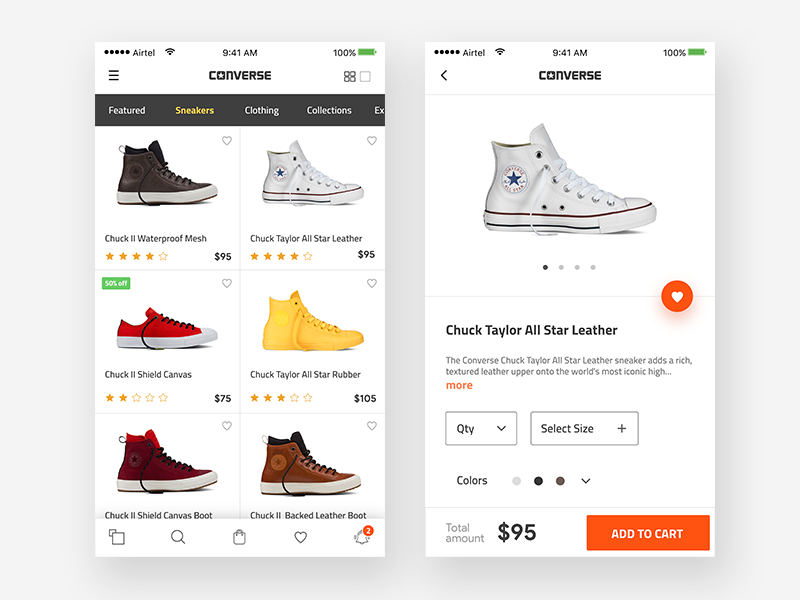 Airtel 9:41 AM 100%
CONVERSE
Featured Sneakers Clothing Collections Ex
Chuck II Waterproof Mesh
$95
Chuck Taylor All Star Leather
$95
50% off
Chuck II Shield Canvas
$75
Chuck Taylor All Star Rubber
$105
Chuck II Shield Canvas Boot
Chuck II Backed Leather Boot
2
Airtel 9:41 AM 100%
CONVERSE
CONVERSE
ALL STAR
Chuck Taylor All Star Leather
The Converse Chuck Taylor All Star Leather sneaker adds a rich,
textured leather upper onto the world's most iconic high...
more
Qty
Select Size
Colors
Total
amount
$95
ADD TO CART